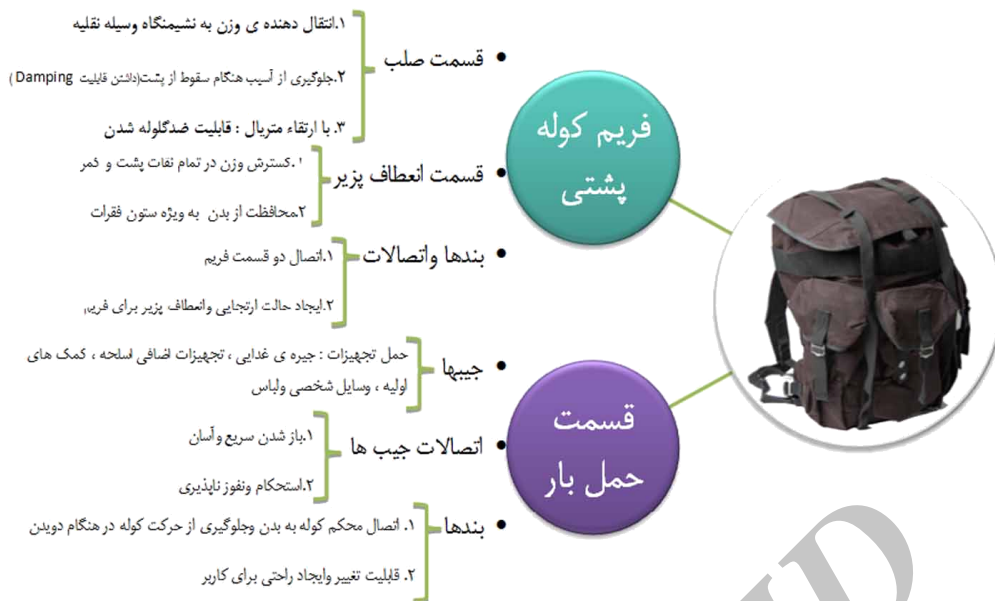 فریم کوله
پشتی
• قسمت صلب
۱.انتقال دهنده ی وزن به نشیمنگاه وسیله نقلیه
۲.جلوگیری از آسیب هنگام سقوط از پشت(داشتن قابلیت Damping)
۳. با ارتقاء متریال : قابلیت ضدگلوله شدن
• قسمت انعطاف پزیر
۱.گسترش وزن در تمام نقات پشت و کمر
۲.محافظت از بدن به ویژه ستون فقرات
• بندها واتصالات
۱.اتصال دو قسمت فریم
۲.ایجاد حالت ارتجایی وانعطاف پزیر برای فریم
قسمت
حمل بار
• جیبها
حمل تجهیزات : جیره ی غدایی ، تجهیزات اضافی اسلحه ، کمک های
اولیه ، وسایل شخصی ولباس
• اتصالات جیب ها
۱.باز شدن سریع وآسان
۲.استحکام ونفوز ناپذیری
• بندها
۱. اتصال محکم کوله به بدن وجلوگیری از حرکت کوله در هنگام دویدن
۲. قابلیت تغییر وایجاد راحتی برای کاربر